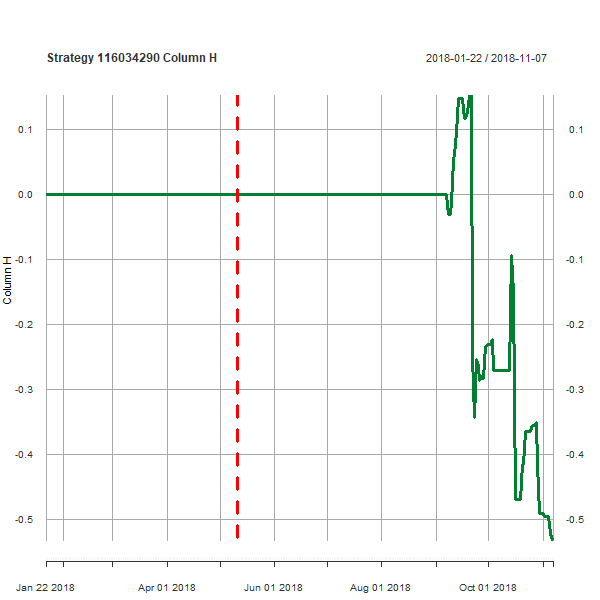 Strategy 116034290 Column H
2018-01-22 / 2018-11-07
0.1
0.0
-0.1
-0.2
-0.3
-0.4
-0.5
Column H
0.1
0.0
-0.1
-0.2
-0.3
-0.4
-0.5
Jan 22 2018
Apr 01 2018
Jun 01 2018
Aug 01 2018
Oct 01 2018